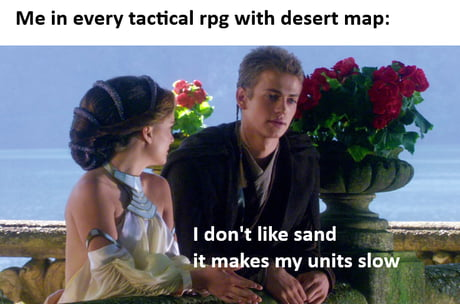 Me in every tactical rpg with desert map:
I don't like sand
it makes my units slow